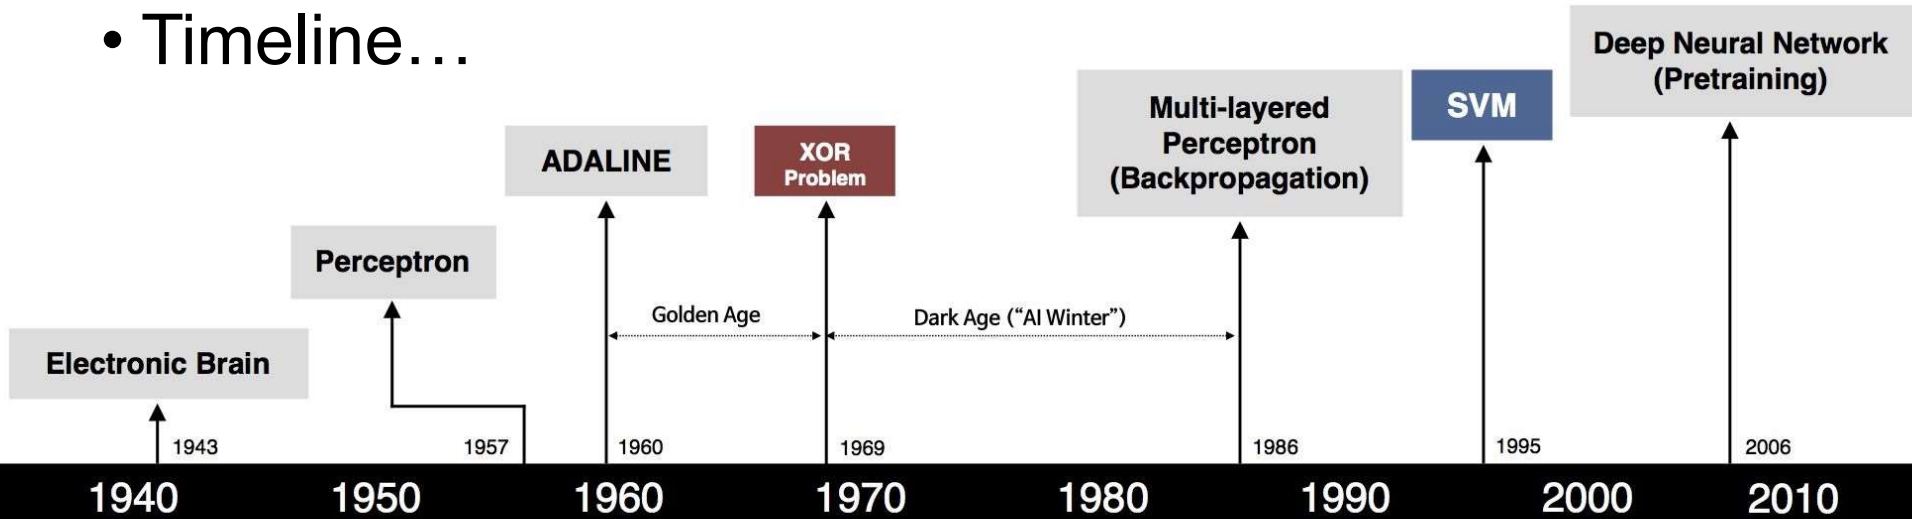 • Timeline…
Deep Neural Network
(Pretraining)
Multi-layered
Perceptron
(Backpropagation)
SVM
ADALINE
XOR
Problem
Perceptron
Golden Age
Dark Age (“AI Winter”)
Electronic Brain
1943
1957
1960
1969
1986
1995
2006
1940
1950
1960
1970
1980
1990
2000
2010